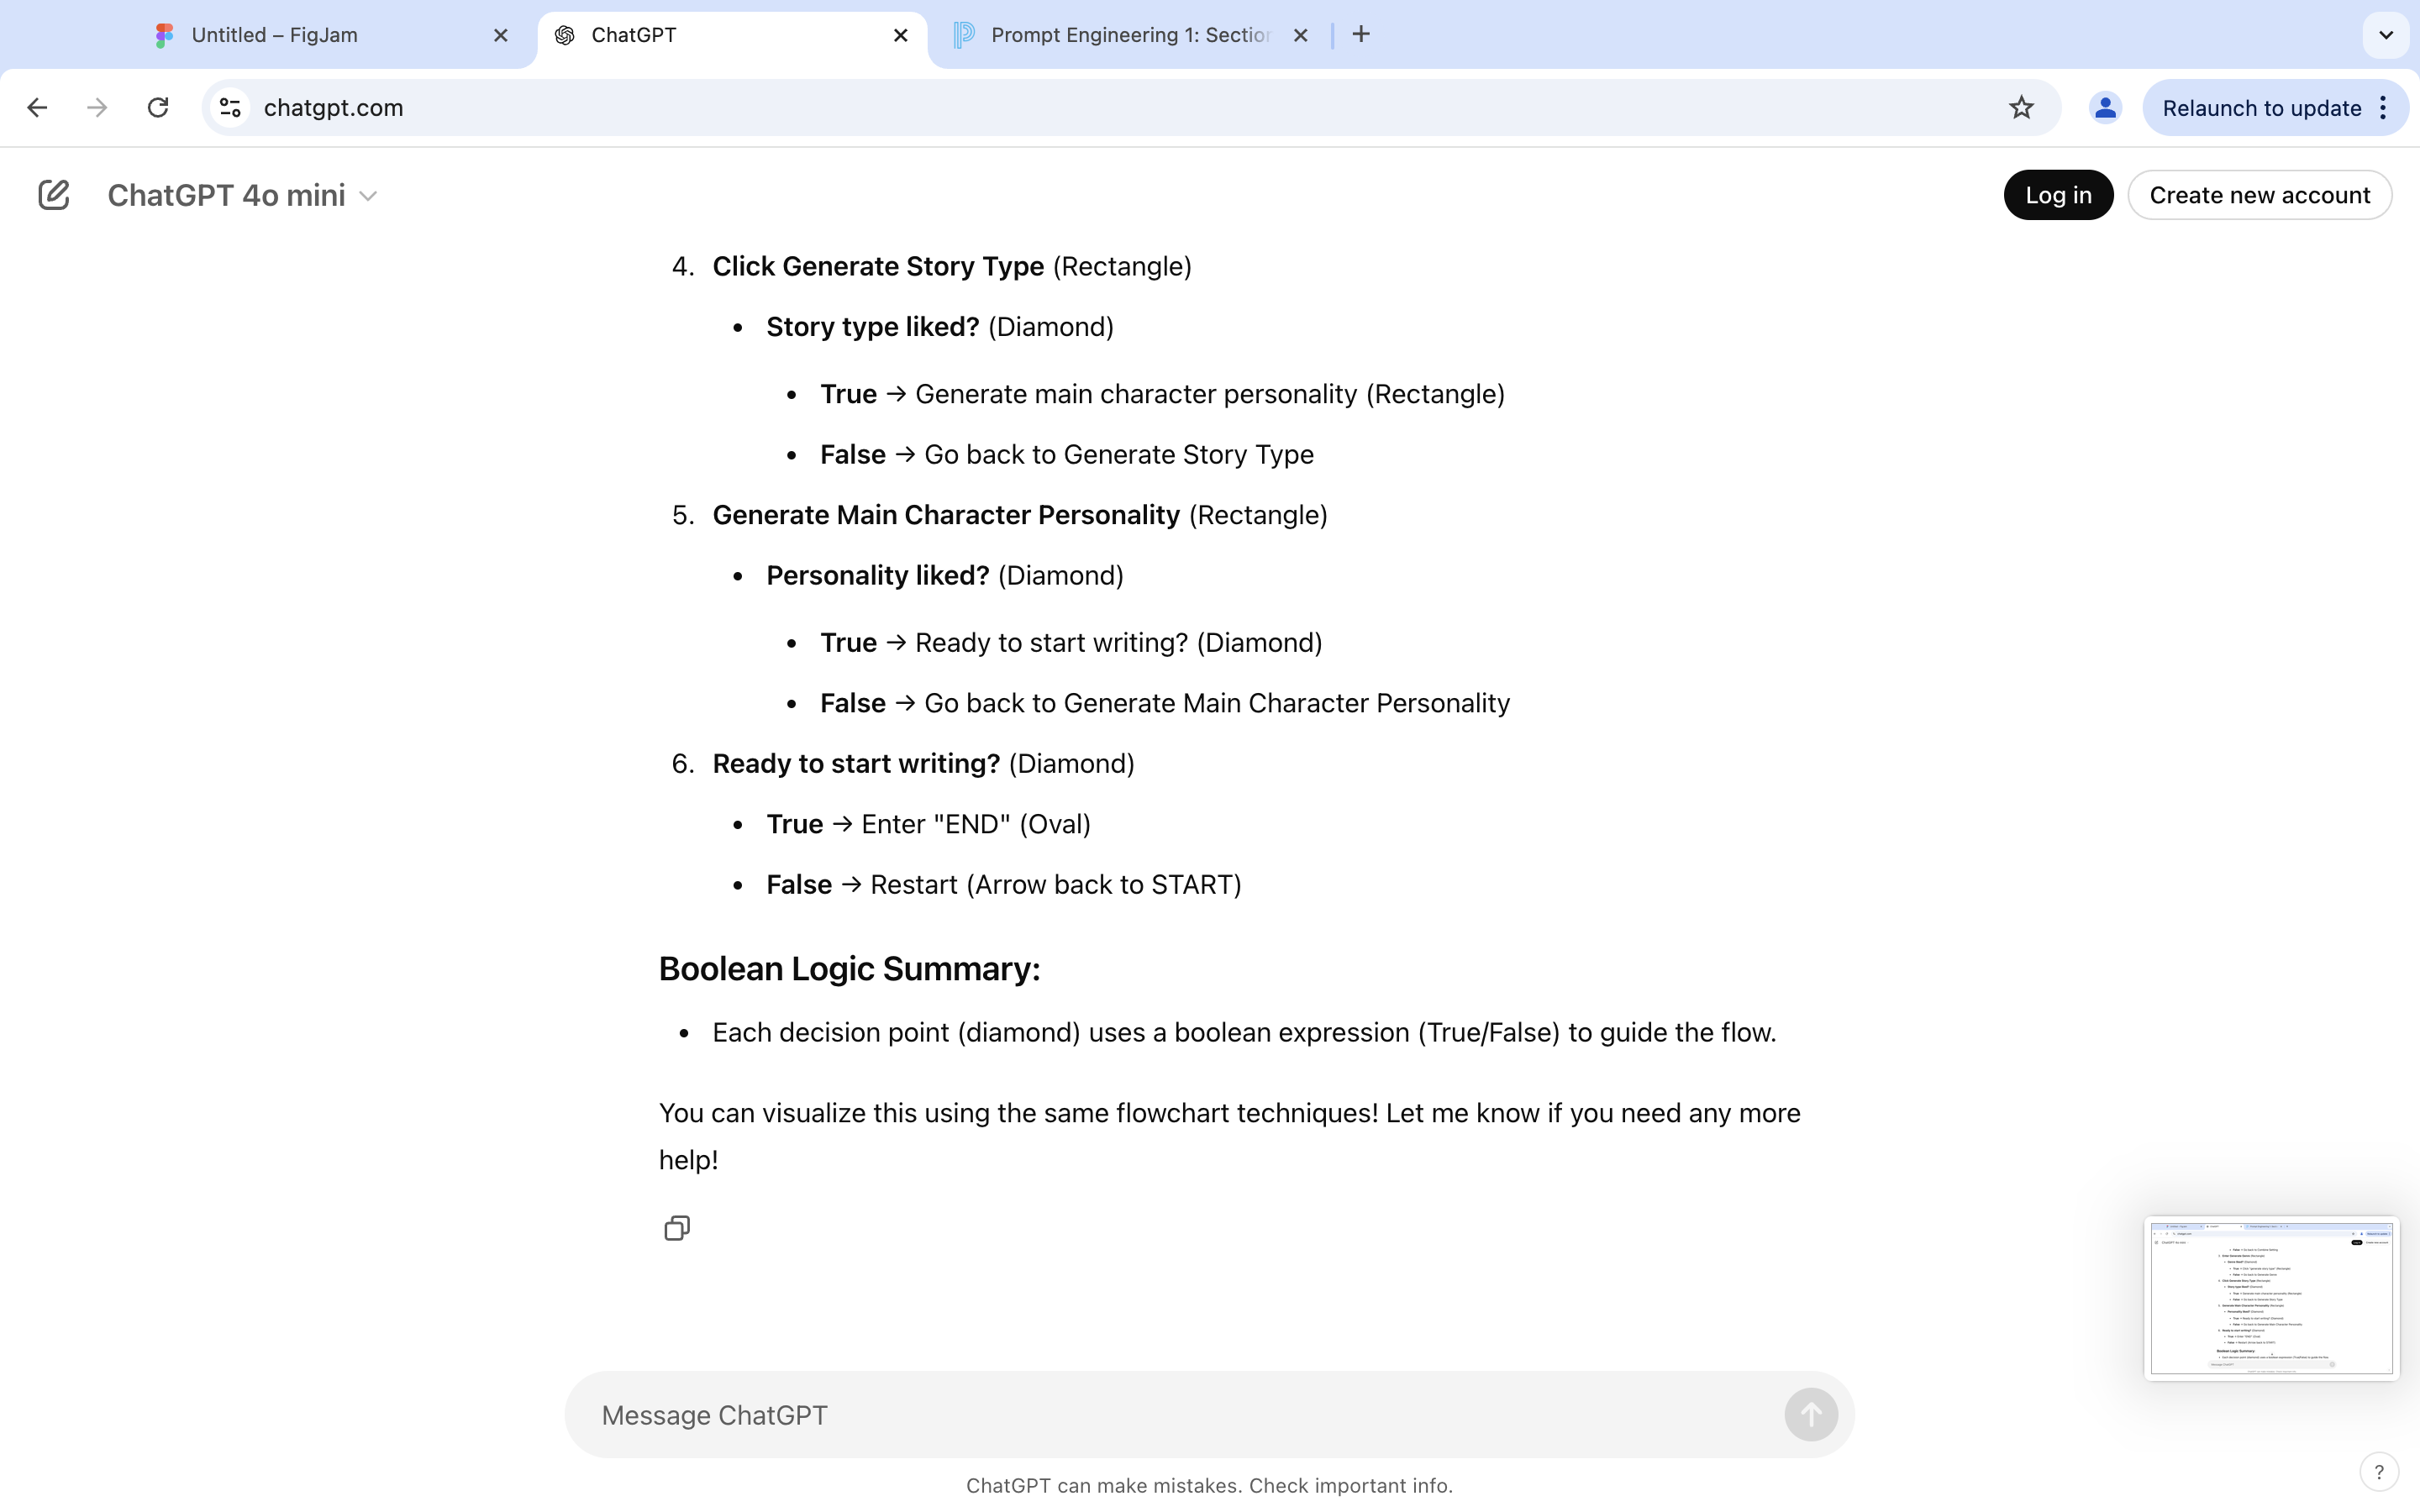 Untitled – FigJam
ChatGPT
Prompt Engineering 1: Section
chatgpt.com
Relaunch to update
ChatGPT 4o mini
Log in
Create new account
4. Click Generate Story Type (Rectangle)
• Story type liked? (Diamond)
• True → Generate main character personality (Rectangle)
• False → Go back to Generate Story Type
5. Generate Main Character Personality (Rectangle)
• Personality liked? (Diamond)
• True → Ready to start writing? (Diamond)
• False → Go back to Generate Main Character Personality
6. Ready to start writing? (Diamond)
• True → Enter "END" (Oval)
• False → Restart (Arrow back to START)
Boolean Logic Summary:
• Each decision point (diamond) uses a boolean expression (True/False) to guide the flow.
You can visualize this using the same flowchart techniques! Let me know if you need any more
help!
Message ChatGPT
ChatGPT can make mistakes. Check important info.
?